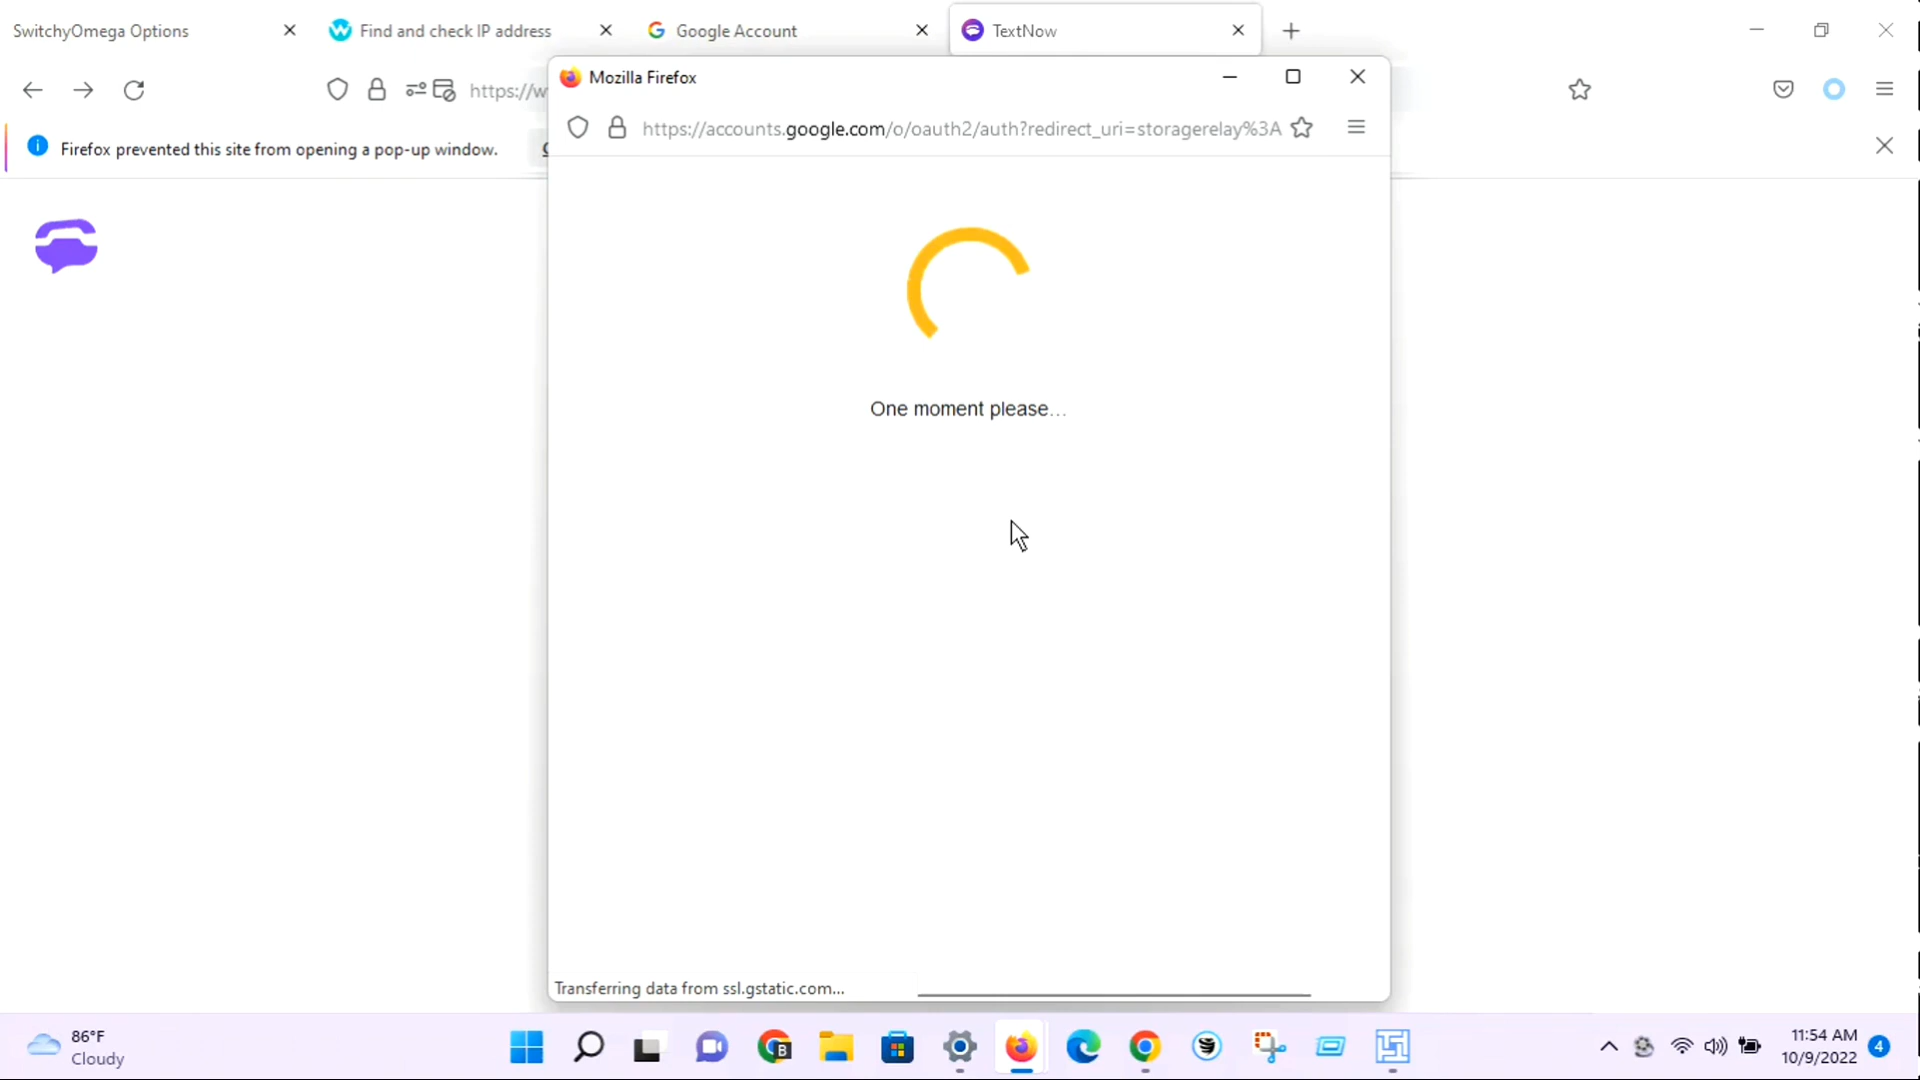 SwitchyOmega Options
Find and check IP address
Google Account
TextNow
Mozilla Firefox
https://w
https://accounts.google.com/o/oauth2/auth?redirect_uri=storagerelay%3A
Firefox prevented this site from opening a pop-up window.
One moment please...
Transferring data from ssl.gstatic.com...
86°F
Cloudy
B
11:54 AM
10/9/2022
4